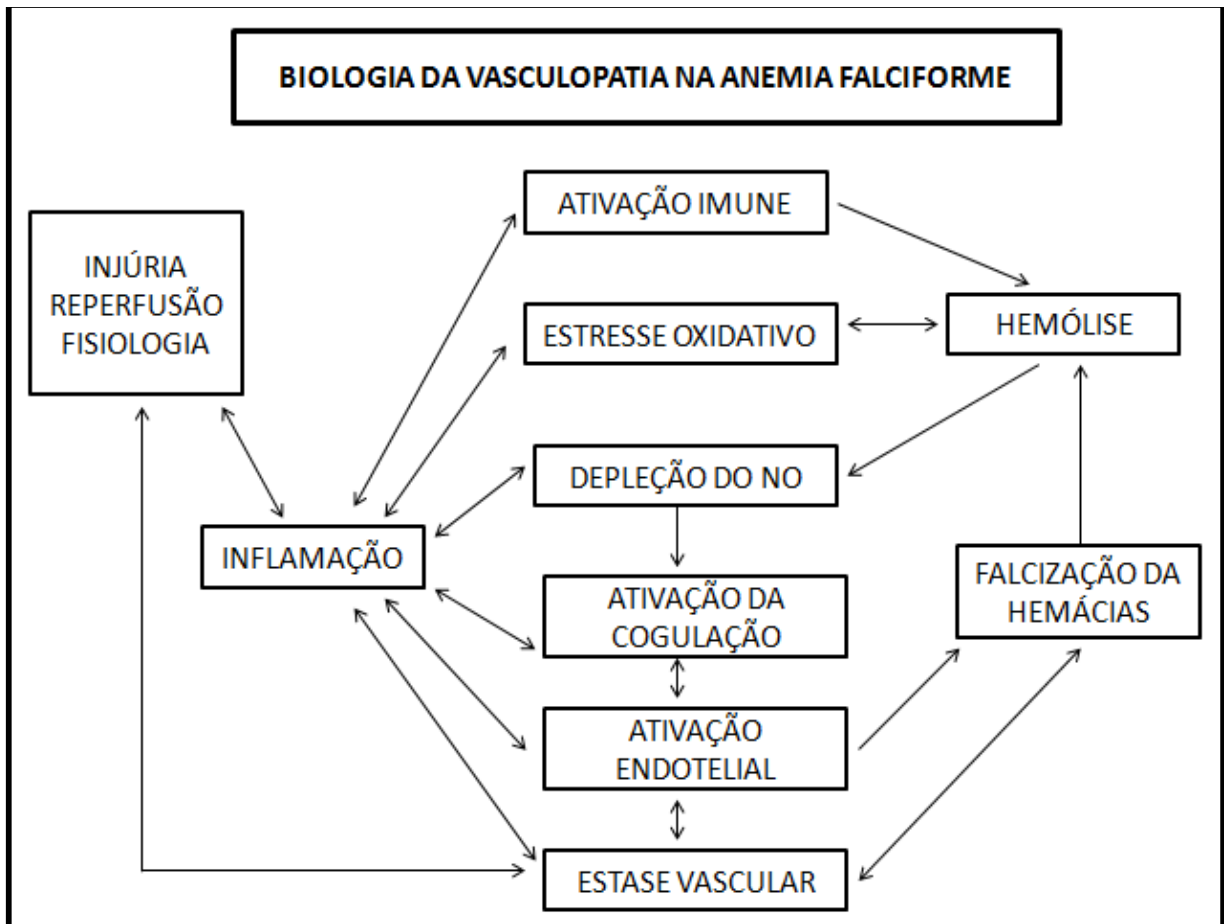 BIOLOGIA DA VASCULOPATIA NA ANEMIA FALCIFORME
ATIVAÇÃO IMUNE
INJÚRIA
REPERFUSÃO
FISIOLOGIA
ESTRESSE OXIDATIVO
HEMÓLISE
DEPLEÇÃO DO NO
INFLAMAÇÃO
ATIVAÇÃO DA
COGULAÇÃO
FALCIZAÇÃO DA
HEMÁCIAS
ATIVAÇÃO
ENDOTELIAL
ESTASE VASCULAR